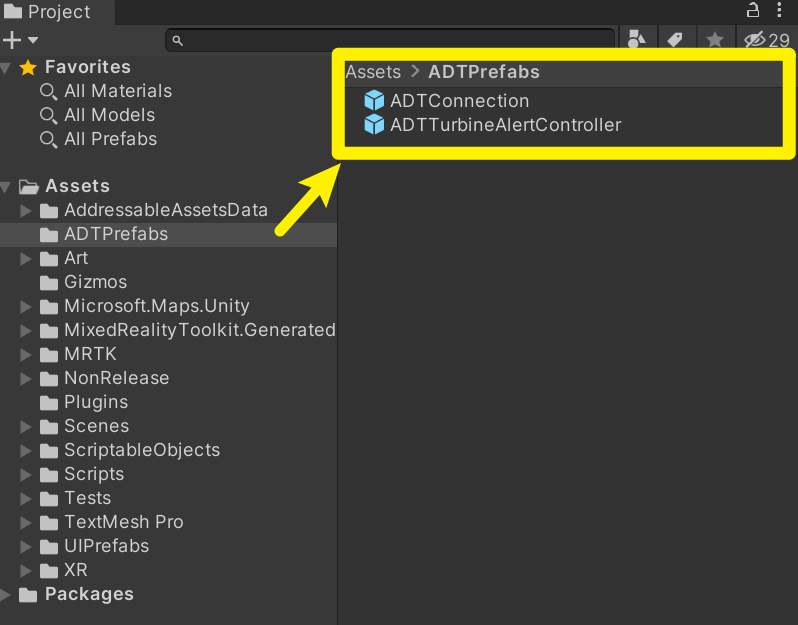 Project
29
Favorites
All Materials
All Models
All Prefabs
Assets
AddressableAssetsData
ADTPrefabs
Art
Gizmos
Microsoft.Maps.Unity
MixedRealityToolkit.Generated
MRTK
NonRelease
Plugins
Scenes
ScriptableObjects
Scripts
Tests
TextMesh Pro
UIPrefabs
XR
Packages
Assets > ADTPrefabs
ADTConnection
ADTTurbineAlertController